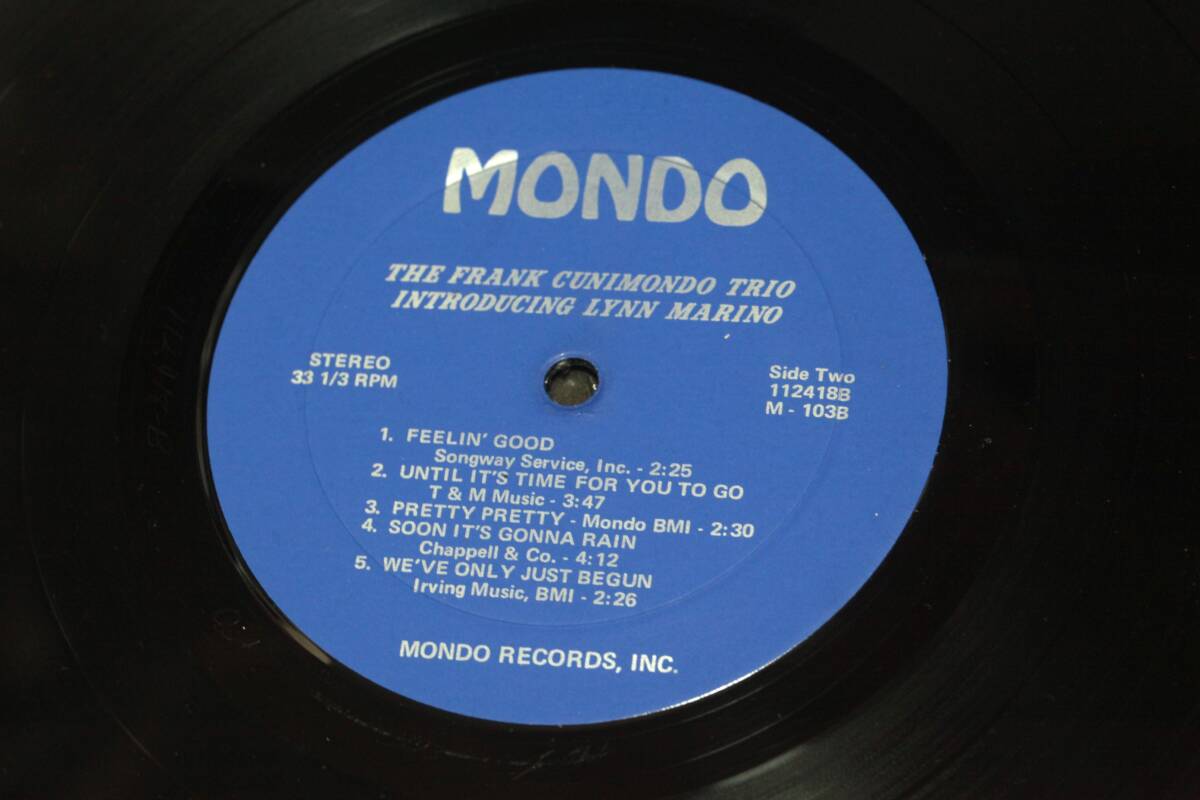 MONDO
THE FRANK CUNIMONDO TRIO
INTRODUCING LYNN MARINO
STEREO
33 1/3 RPM
Side Two
112418B
M - 103B
1. FEELIN' GOOD
Songway Service, Inc. - 2:25
2. UNTIL IT'S TIME FOR YOU TO GO
T & M Music - 3:47
3. PRETTY PRETTY - Mondo BMI - 2:30
4. SOON IT'S GONNA RAIN
Chappell & Co. - 4:12
5. WE'VE ONLY JUST BEGUN
Irving Music, BMI - 2:26
MONDO RECORDS, INC.